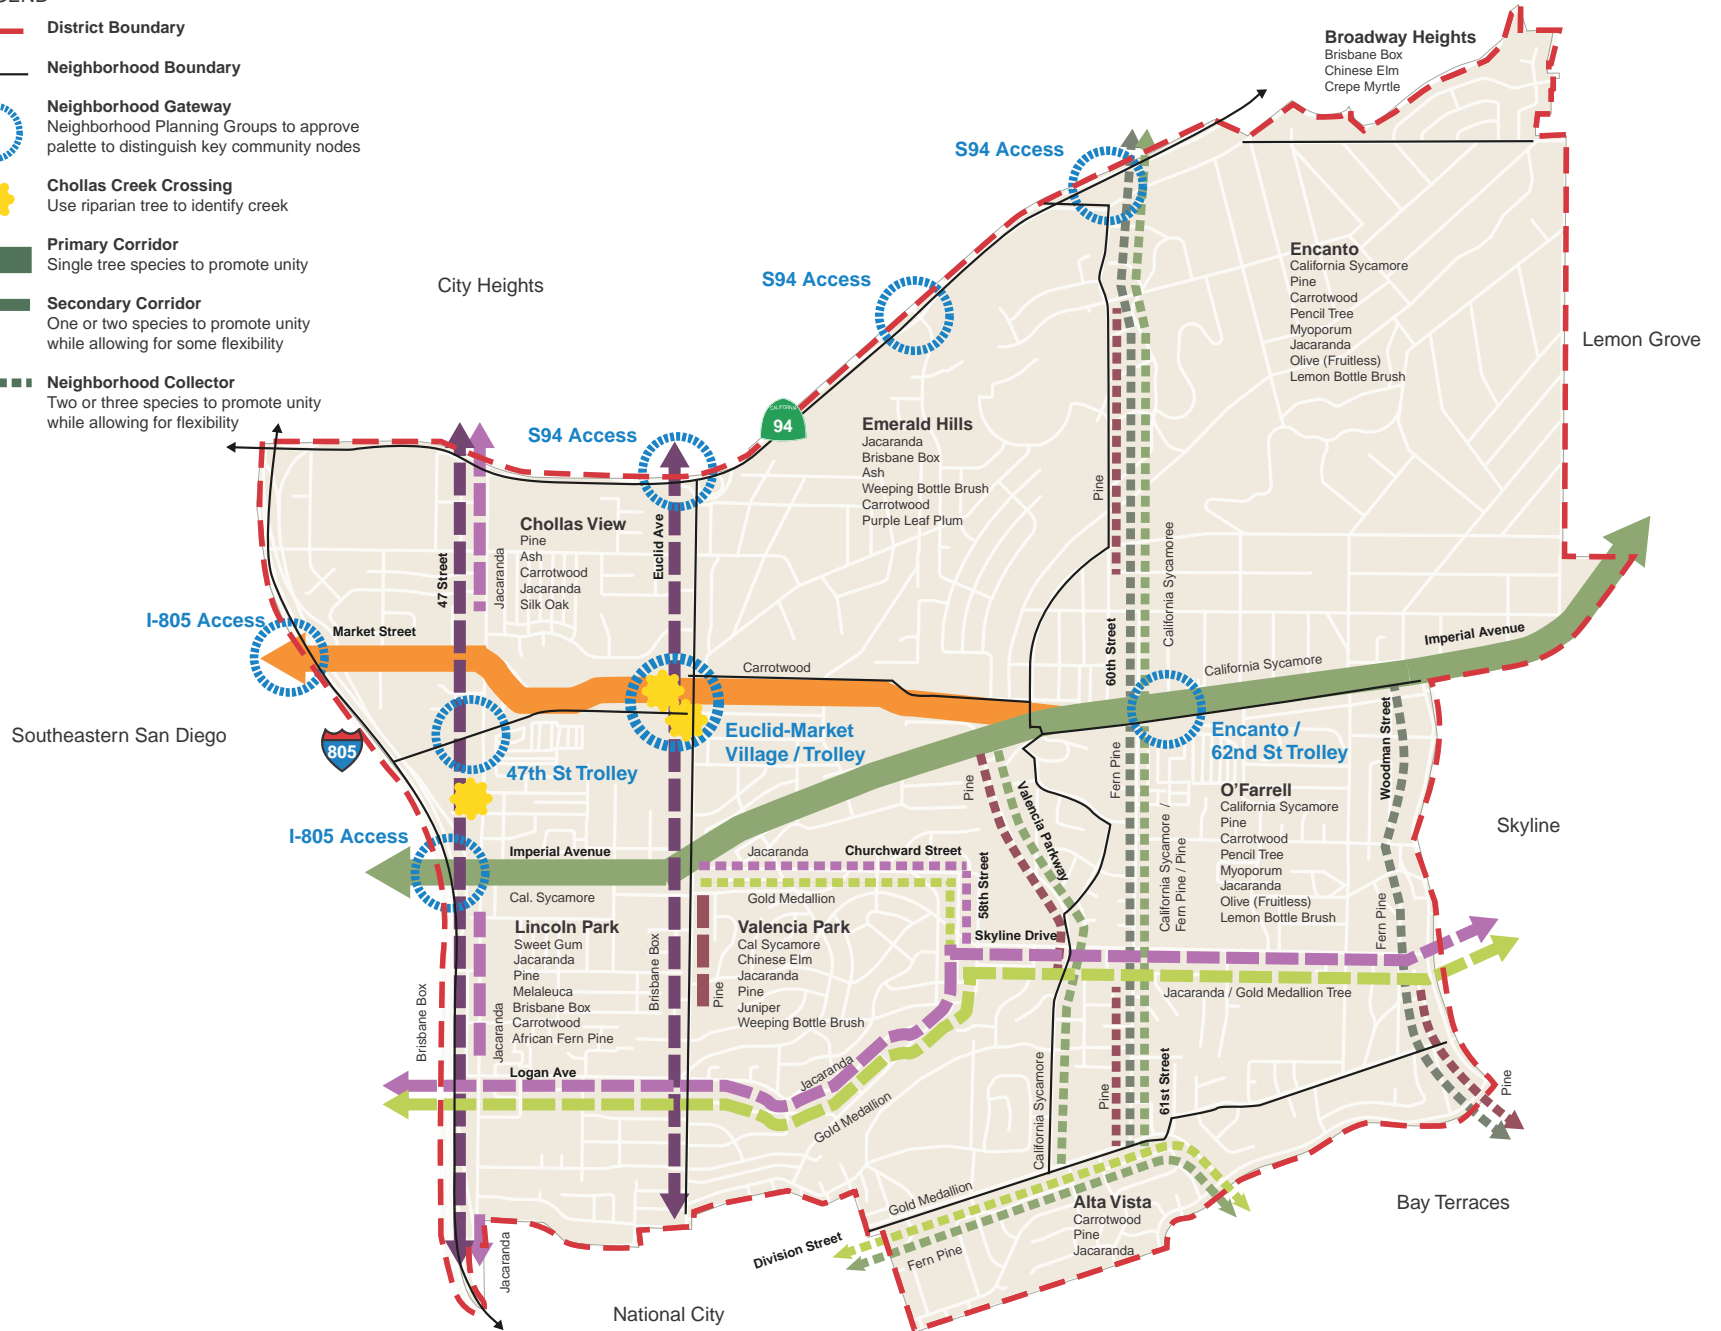 District Boundary
Neighborhood Boundary
Neighborhood Gateway
Neighborhood Planning Groups to approve
palette to distinguish key community nodes
Chollas Creek Crossing
Use riparian tree to identify creek
Primary Corridor
Single tree species to promote unity
Secondary Corridor
One or two species to promote unity
while allowing for some flexibility
Neighborhood Collector
Two or three species to promote unity
while allowing for flexibility
Broadway Heights
Brisbane Box
Chinese Elm
Crepe Myrtle
S94 Access
City Heights
S94 Access
Encanto
California Sycamore
Pine
Carrotwood
Pencil Tree
Myoporum
Jacaranda
Olive (Fruitless)
Lemon Bottle Brush
Lemon Grove
CALIFORNIA
94
S94 Access
Emerald Hills
Jacaranda
Brisbane Box
Ash
Weeping Bottle Brush
Carrotwood
Purple Leaf Plum
Pine
Chollas View
Pine
Ash
Carrotwood
Jacaranda
Silk Oak
47 Street
Jacaranda
Euclid Ave
California Sycamoree
60th Street
I-805 Access
Market Street
Carrotwood
California Sycamore
Imperial Avenue
Southeastern San Diego
805
47th St Trolley
Euclid-Market
Village / Trolley
Encanto /
62nd St Trolley
Woodman Street
Fern Pine
Pine
Valencia Parkway
O'Farrell
California Sycamore
Pine
Carrotwood
Pencil Tree
Myoporum
Jacaranda
Olive (Fruitless)
Lemon Bottle Brush
California Sycamore /
Fern Pine / Pine
Skyline
I-805 Access
Imperial Avenue
Cal. Sycamore
Jacaranda
Churchward Street
Gold Medallion
58th Street
Skyline Drive
Fern Pine
Lincoln Park
Sweet Gum
Jacaranda
Pine
Melaleuca
Brisbane Box
Carrotwood
African Fern Pine
Brisbane Box
Jacaranda
Brisbane Box
Pine
Valencia Park
Cal Sycamore
Chinese Elm
Jacaranda
Pine
Juniper
Weeping Bottle Brush
Jacaranda / Gold Medallion Tree
Logan Ave
Jacaranda
Gold Medallion
California Sycamore
Pine
61st Street
Pine
Gold Medallion
Alta Vista
Carrotwood
Pine
Jacaranda
Bay Terraces
Division Street
Fern Pine
Jacaranda
National City